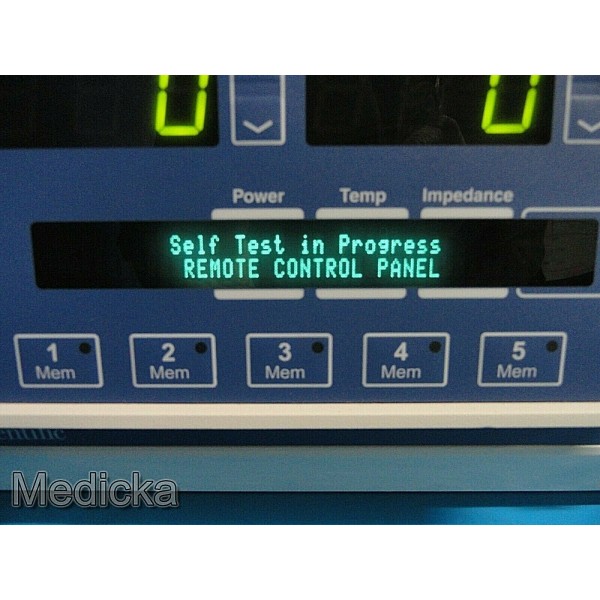 0 0
Power Temp Impedance
Self Test in Progress
REMOTE CONTROL PANEL
1 2 3 4 5
Mem Mem Mem Mem Mem
entific
Medicka